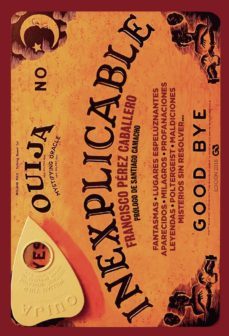 NO
OUIJA
MYSTIFYING ORACLE
YES
OUIJA
INEXPLICABLE
FRANCISCO PÉREZ CABALLERO
PRÓLOGO DE SANTIAGO CAMACHO
FANTASMAS • LUGARES ESPELUZNANTES
APARECIDOS • MILAGROS • PROFANACIONES
LEYENDAS • POLTERGEIST • MALDICIONES
MISTERIOS SIN RESOLVER...
GOOD BYE